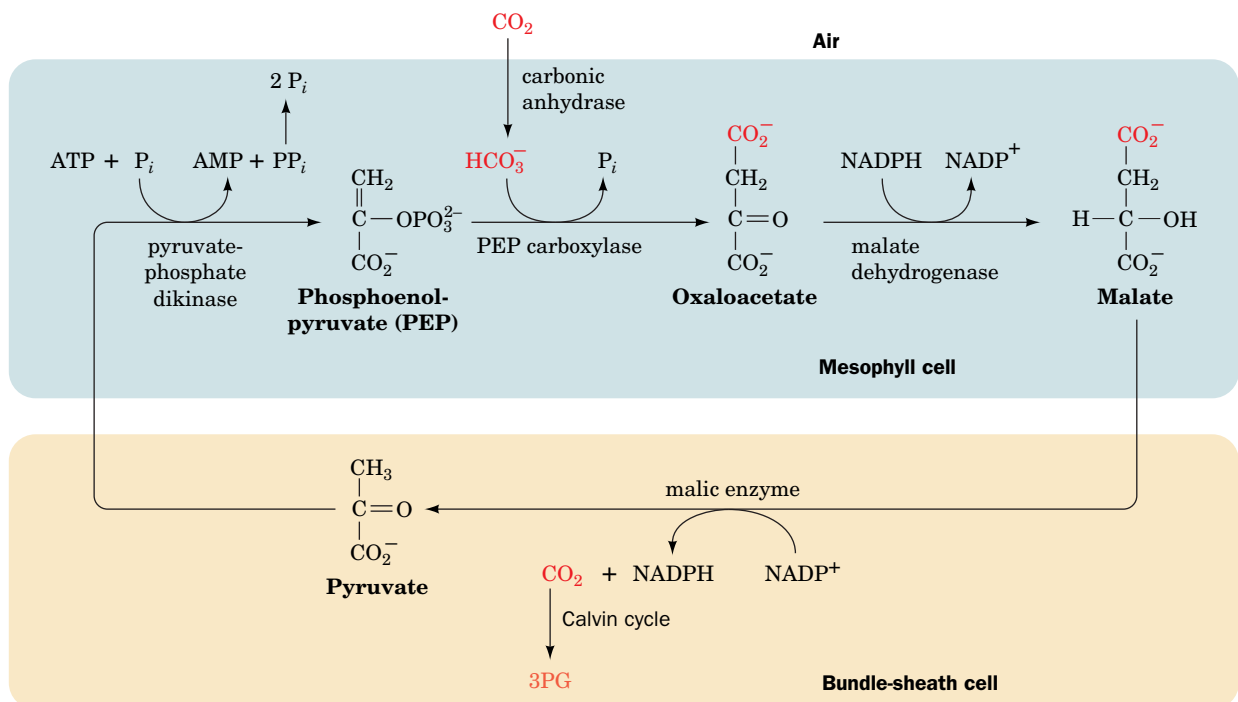 CO₂
Air
carbonic
anhydrase
2 Pᵢ
ATP + Pᵢ
AMP + PPᵢ
HCO₃⁻
Pᵢ
CO₂⁻
CH₂
C=O
CO₂⁻
NADPH
NADP⁺
CO₂⁻
CH₂
H—C—OH
CO₂⁻
CH₂
C—OPO₃²⁻
CO₂⁻
pyruvate-
phosphate
dikinase
PEP carboxylase
malate
dehydrogenase
Phosphoenol-
pyruvate (PEP)
Oxaloacetate
Malate
Mesophyll cell
CH₃
C=O
CO₂⁻
Pyruvate
malic enzyme
CO₂ + NADPH
NADP⁺
Calvin cycle
3PG
Bundle-sheath cell